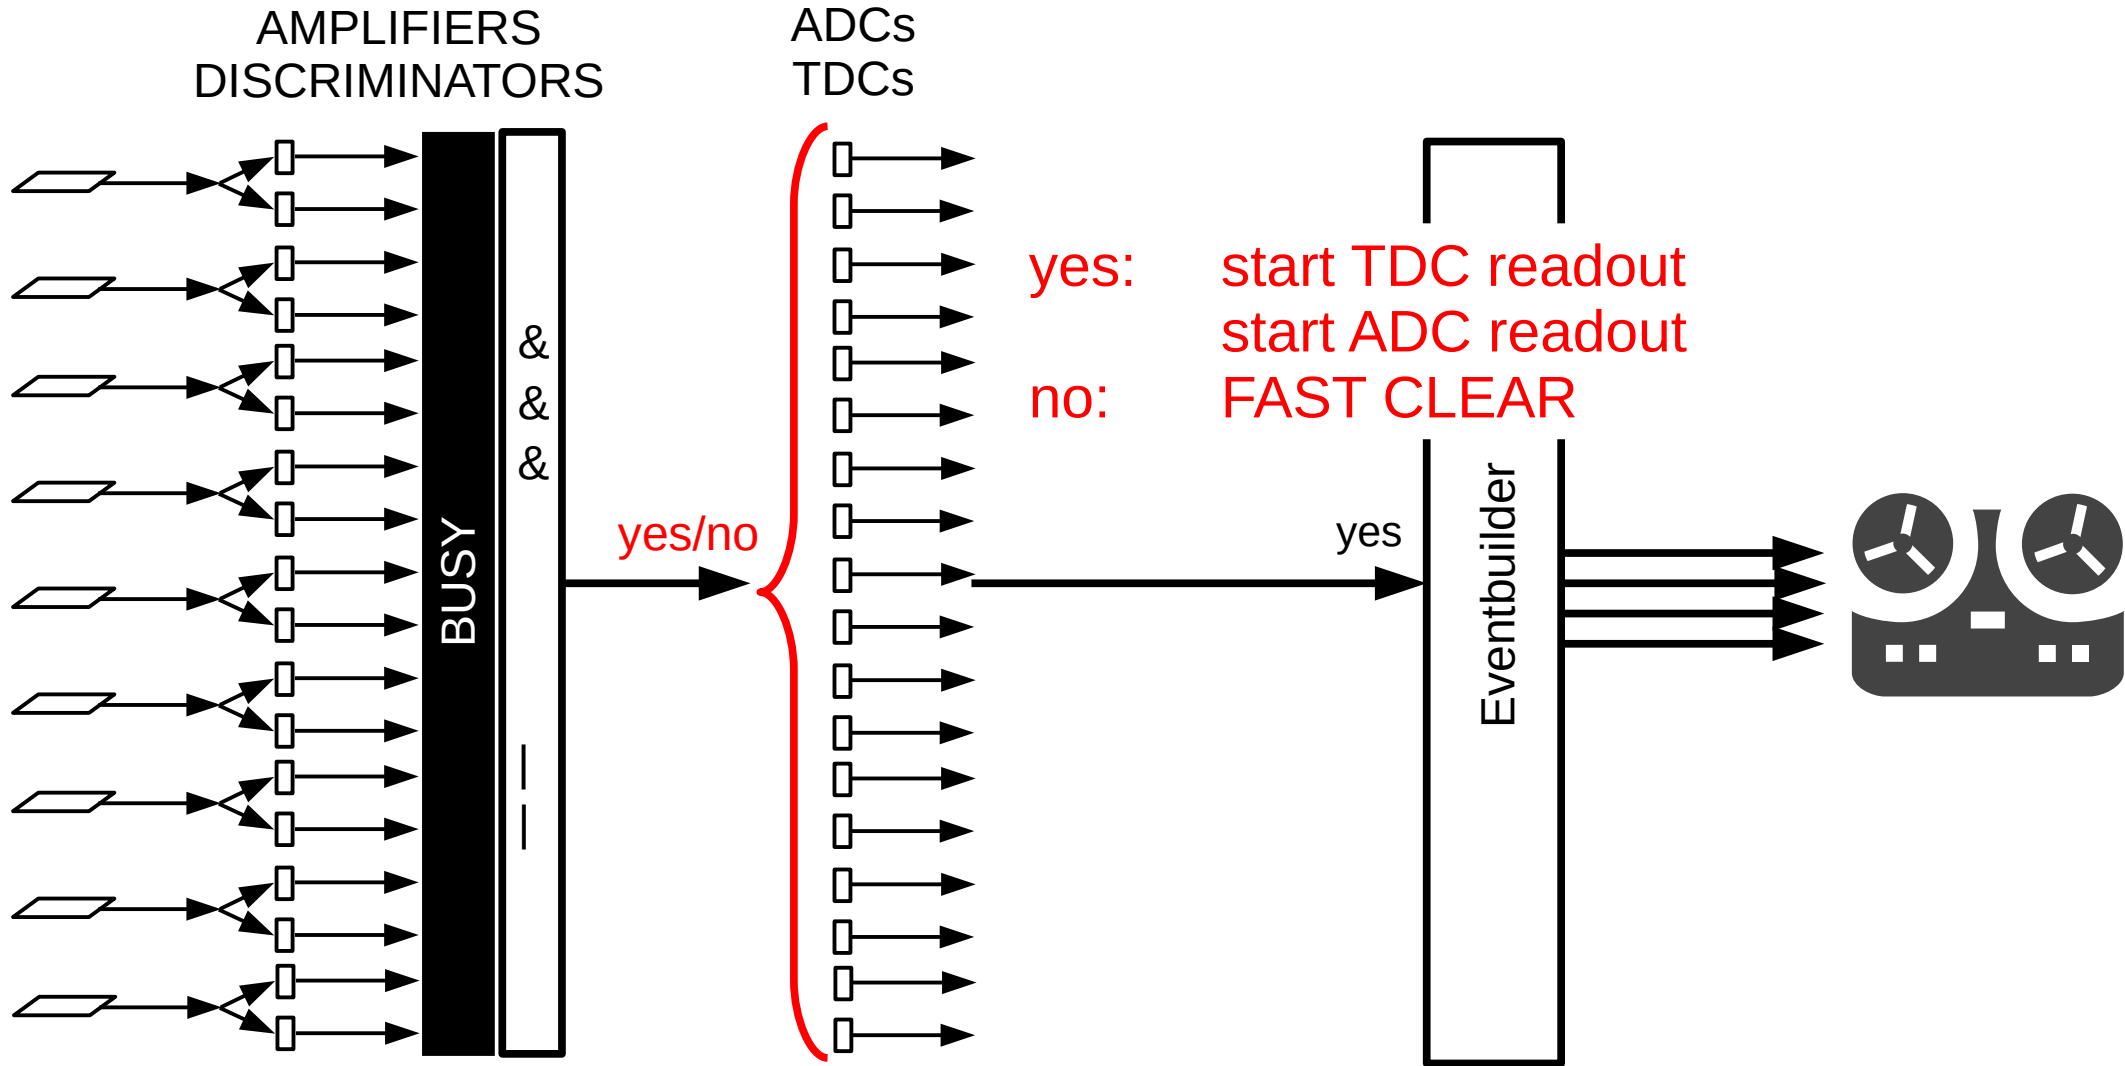 AMPLIFIERS
DISCRIMINATORS
ADCs
TDCs
yes: start TDC readout
start ADC readout
no: FAST CLEAR
&
&
&
|
|
BUSY
yes/no
yes
Eventbuilder